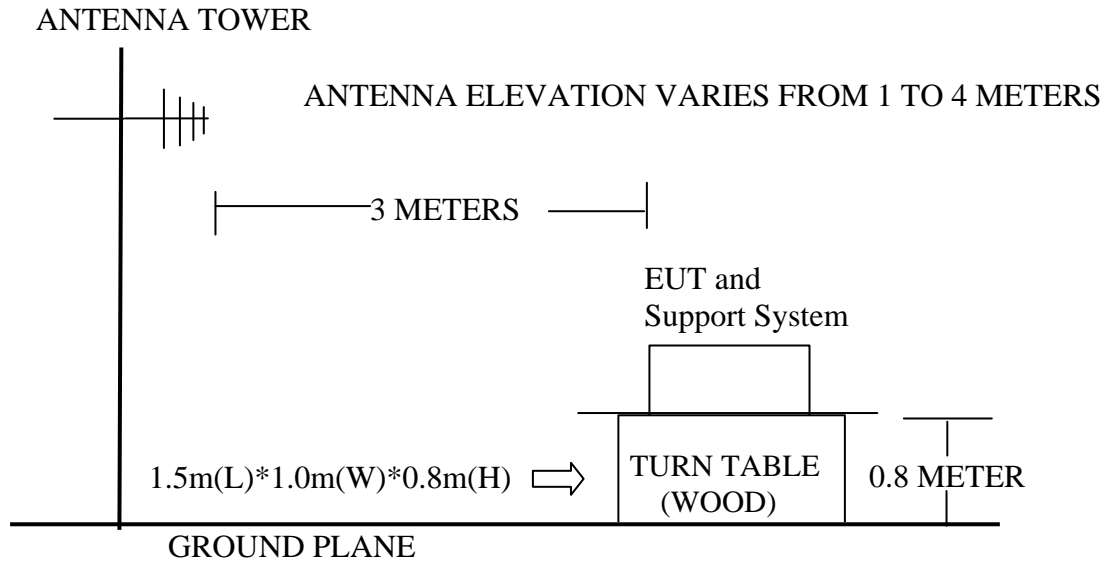 ANTENNA TOWER
ANTENNA ELEVATION VARIES FROM 1 TO 4 METERS
3 METERS
EUT and
Support System
1.5m(L)*1.0m(W)*0.8m(H)
TURN TABLE
(WOOD)
0.8 METER
GROUND PLANE